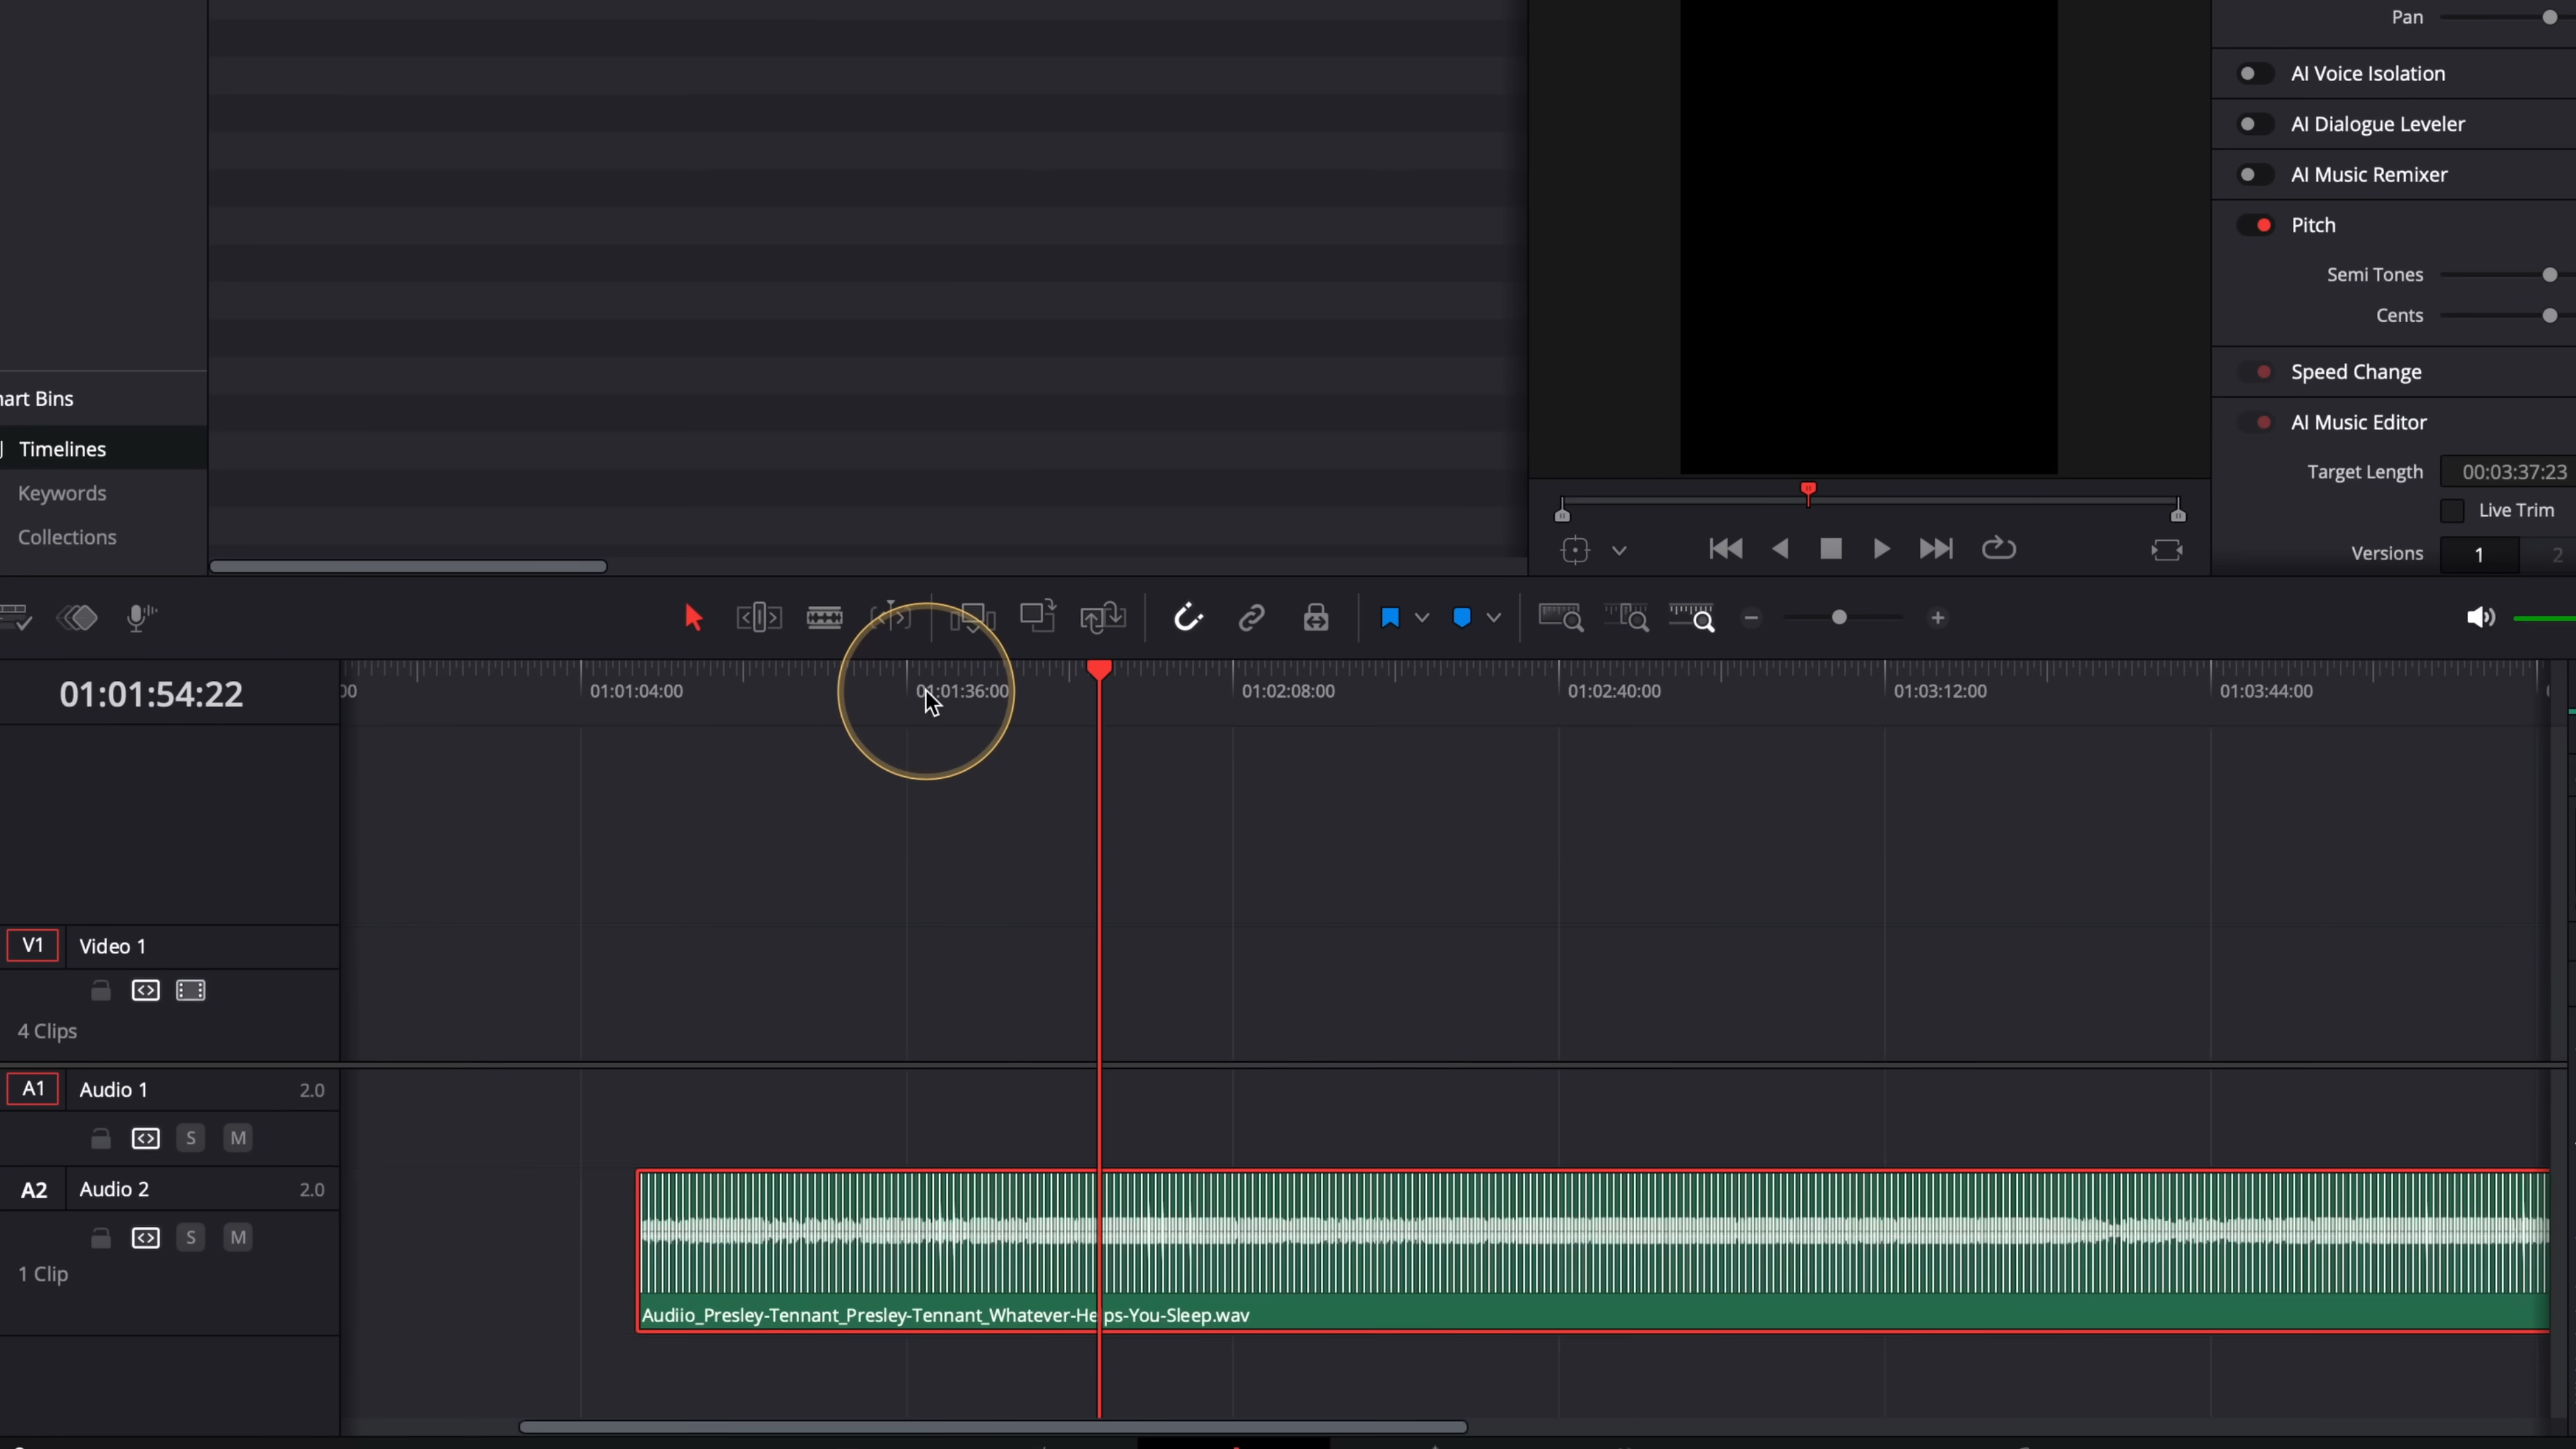 Pan
AI Voice Isolation
AI Dialogue Leveler
AI Music Remixer
Pitch
Semi Tones
Cents
Speed Change
AI Music Editor
Target Length 00:03:37:23
Live Trim
Versions 1 2
art Bins
Timelines
Keywords
Collections
01:01:54:22
00 01:01:04:00 01:01:36:00 01:02:08:00 01:02:40:00 01:03:12:00 01:03:44:00
V1 Video 1
4 Clips
A1 Audio 1 2.0
S M
A2 Audio 2 2.0
S M
1 Clip
Audiio_Presley-Tennant_Presley-Tennant_Whatever-Helps-You-Sleep.wav